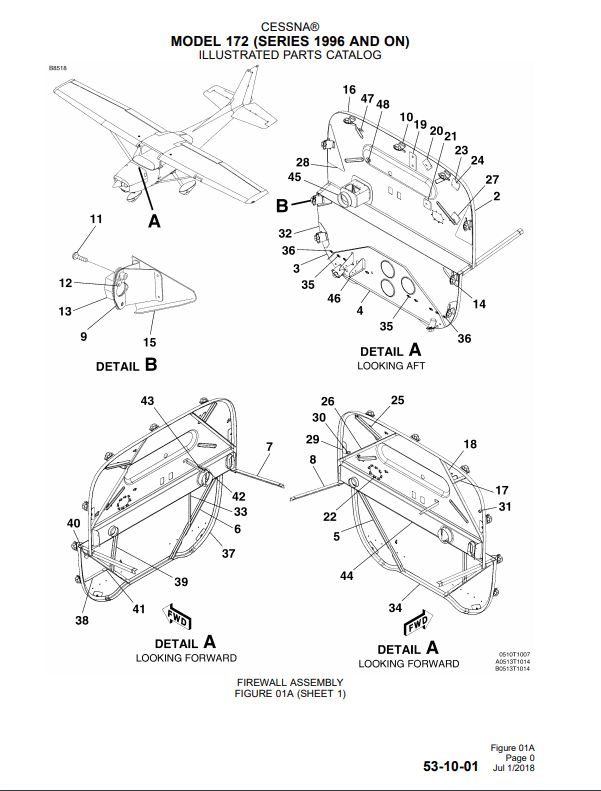 CESSNA®
MODEL 172 (SERIES 1996 AND ON)
ILLUSTRATED PARTS CATALOG
B8518
A
11
12
13
9
15
DETAIL B
16
47
48
10
19
20
21
23
24
27
2
28
45
B
32
36
3
35
46
4
35
36
14
DETAIL A
LOOKING AFT
43
7
42
33
6
37
40
39
41
38
FWD
DETAIL A
LOOKING FORWARD
25
26
30
29
8
18
17
31
22
5
44
34
FWD
DETAIL A
LOOKING FORWARD
0510T1007
A0513T1014
B0513T1014
FIREWALL ASSEMBLY
FIGURE 01A (SHEET 1)
Figure 01A
Page 0
53-10-01 Jul 1/2018